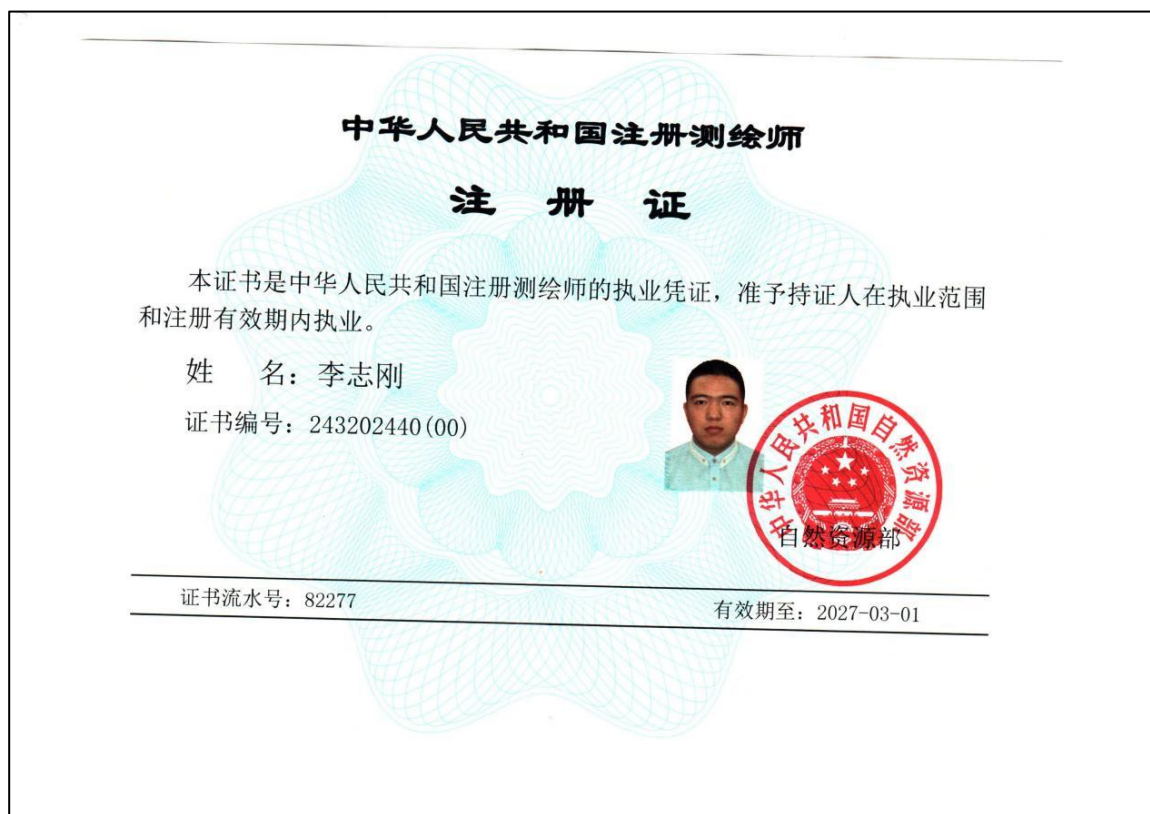 中华人民共和国注册测绘师
注 册 证
本证书是中华人民共和国注册测绘师的执业凭证，准予持证人在执业范围
和注册有效期内执业。
姓 名：李志刚
证书编号：243202440(00)
中华人民共和国自然资源部
自然资源部
证书流水号：82277
有效期至：2027-03-01